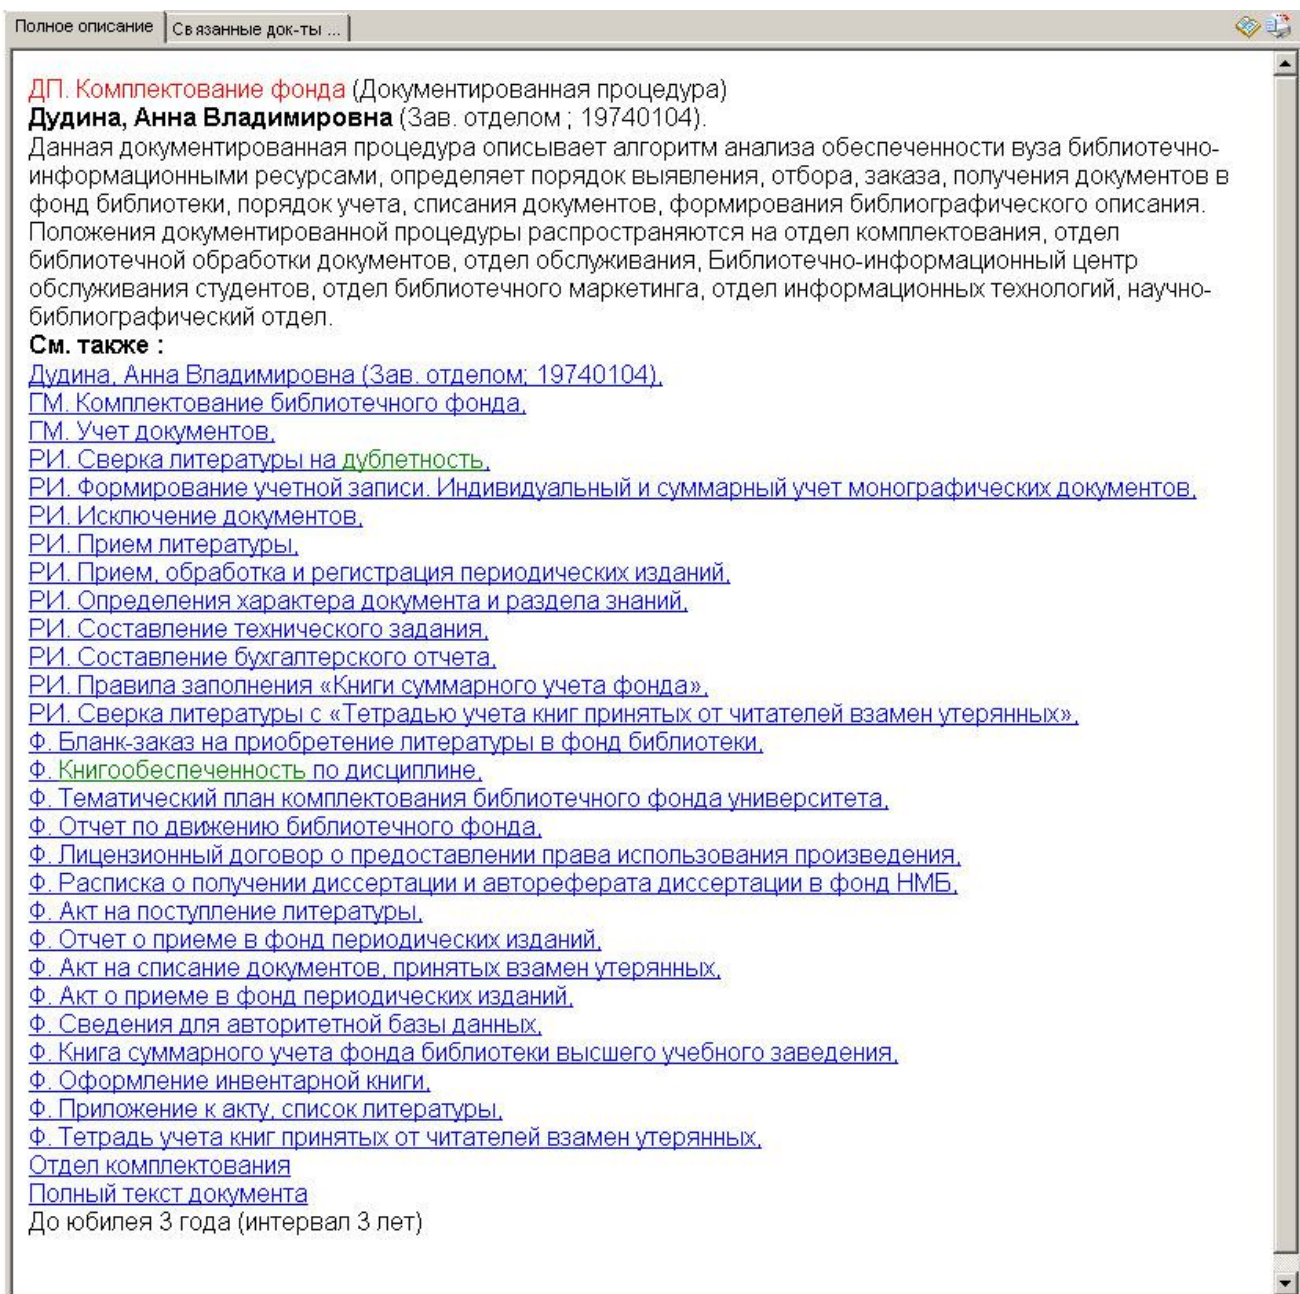 Полное описание
Связанные док-ты ...
ДП. Комплектование фонда (Документированная процедура)
Дудина, Анна Владимировна (Зав. отделом ; 19740104).
Данная документированная процедура описывает алгоритм анализа обеспеченности вуза библиотечно-
информационными ресурсами, определяет порядок выявления, отбора, заказа, получения документов в
фонд библиотеки, порядок учета, списания документов, формирования библиографического описания.
Положения документированной процедуры распространяются на отдел комплектования, отдел
библиотечной обработки документов, отдел обслуживания, Библиотечно-информационный центр
обслуживания студентов, отдел библиотечного маркетинга, отдел информационных технологий, научно-
библиографический отдел.
См. также :
Дудина, Анна Владимировна (Зав. отделом; 19740104),
ГМ. Комплектование библиотечного фонда,
ГМ. Учет документов,
РИ. Сверка литературы на дублетность,
РИ. Формирование учетной записи. Индивидуальный и суммарный учет монографических документов,
РИ. Исключение документов,
РИ. Прием литературы,
РИ. Прием, обработка и регистрация периодических изданий,
РИ. Определения характера документа и раздела знаний,
РИ. Составление технического задания,
РИ. Составление бухгалтерского отчета,
РИ. Правила заполнения «Книги суммарного учета фонда»,
РИ. Сверка литературы с «Тетрадью учета книг принятых от читателей взамен утерянных»,
Ф. Бланк-заказ на приобретение литературы в фонд библиотеки,
Ф. Книгообеспеченность по дисциплине,
Ф. Тематический план комплектования библиотечного фонда университета,
Ф. Отчет по движению библиотечного фонда,
Ф. Лицензионный договор о предоставлении права использования произведения,
Ф. Расписка о получении диссертации и автореферата диссертации в фонд НМБ,
Ф. Акт на поступление литературы,
Ф. Отчет о приеме в фонд периодических изданий,
Ф. Акт на списание документов, принятых взамен утерянных,
Ф. Акт о приеме в фонд периодических изданий,
Ф. Сведения для авторитетной базы данных,
Ф. Книга суммарного учета фонда библиотеки высшего учебного заведения,
Ф. Оформление инвентарной книги,
Ф. Приложение к акту, список литературы,
Ф. Тетрадь учета книг принятых от читателей взамен утерянных,
Отдел комплектования
Полный текст документа
До юбилея 3 года (интервал 3 лет)